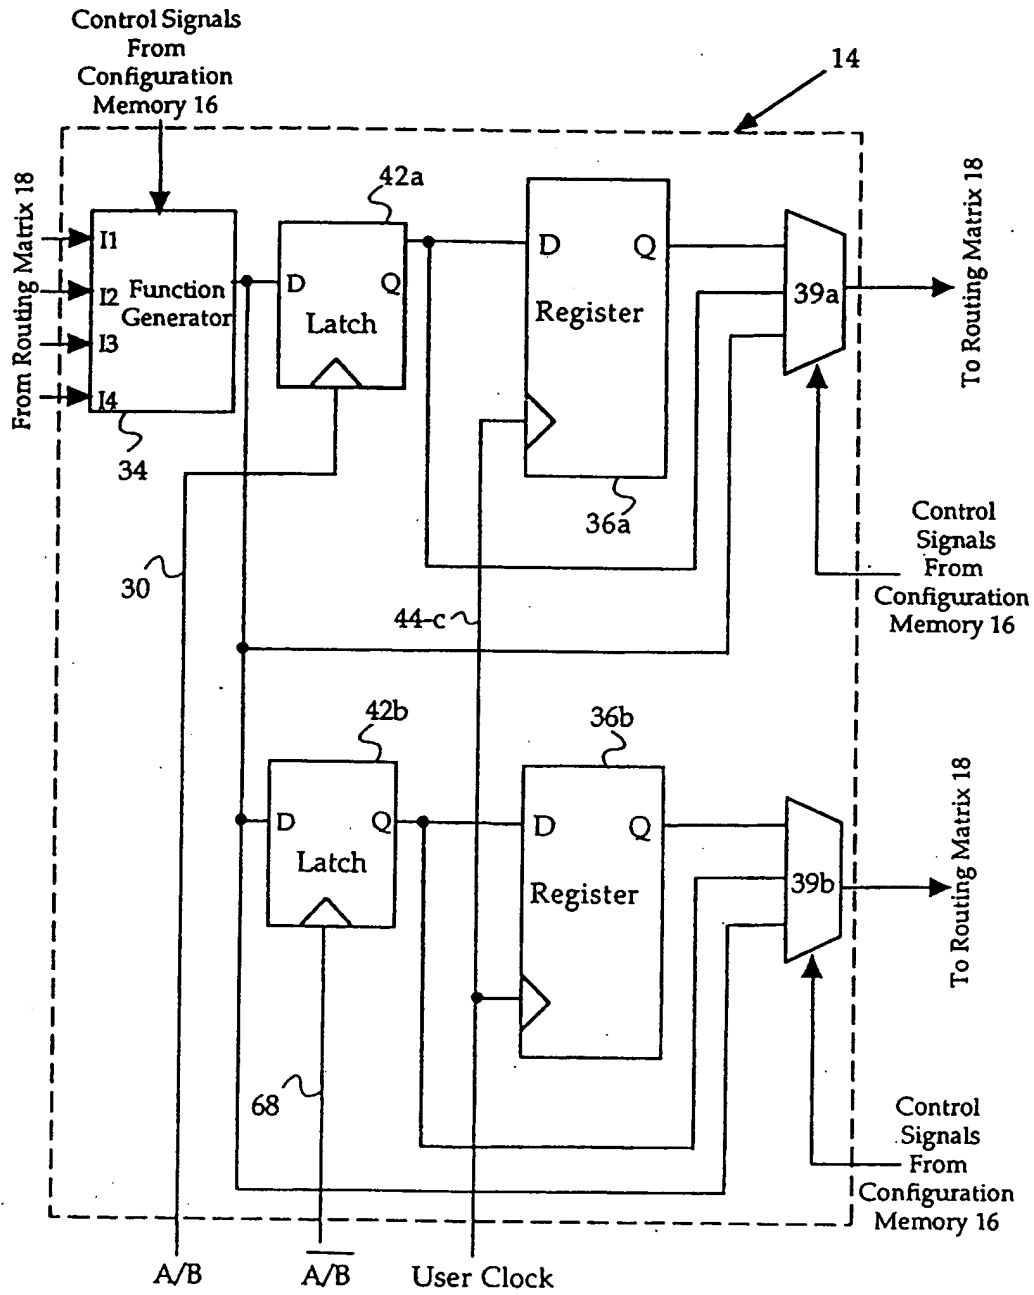 Control Signals
From
Configuration
Memory 16
14
From Routing Matrix 18
I1
I2
I3
I4
Function
Generator
34
42a
D
Q
Latch
D
Q
Register
36a
39a
To Routing Matrix 18
30
44-c
Control
Signals
From
Configuration
Memory 16
42b
D
Q
Latch
36b
D
Q
Register
39b
To Routing Matrix 18
68
Control
Signals
From
Configuration
Memory 16
A/B
A̅/̅B̅
User Clock